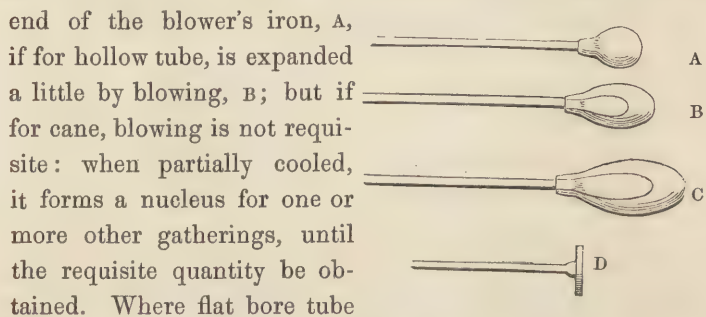 end of the blower's iron, A,
if for hollow tube, is expanded
a little by blowing, B; but if
for cane, blowing is not requi-
site: when partially cooled,
it forms a nucleus for one or
more other gatherings, until
the requisite quantity be ob-
tained. Where flat bore tube
A
B
C
D